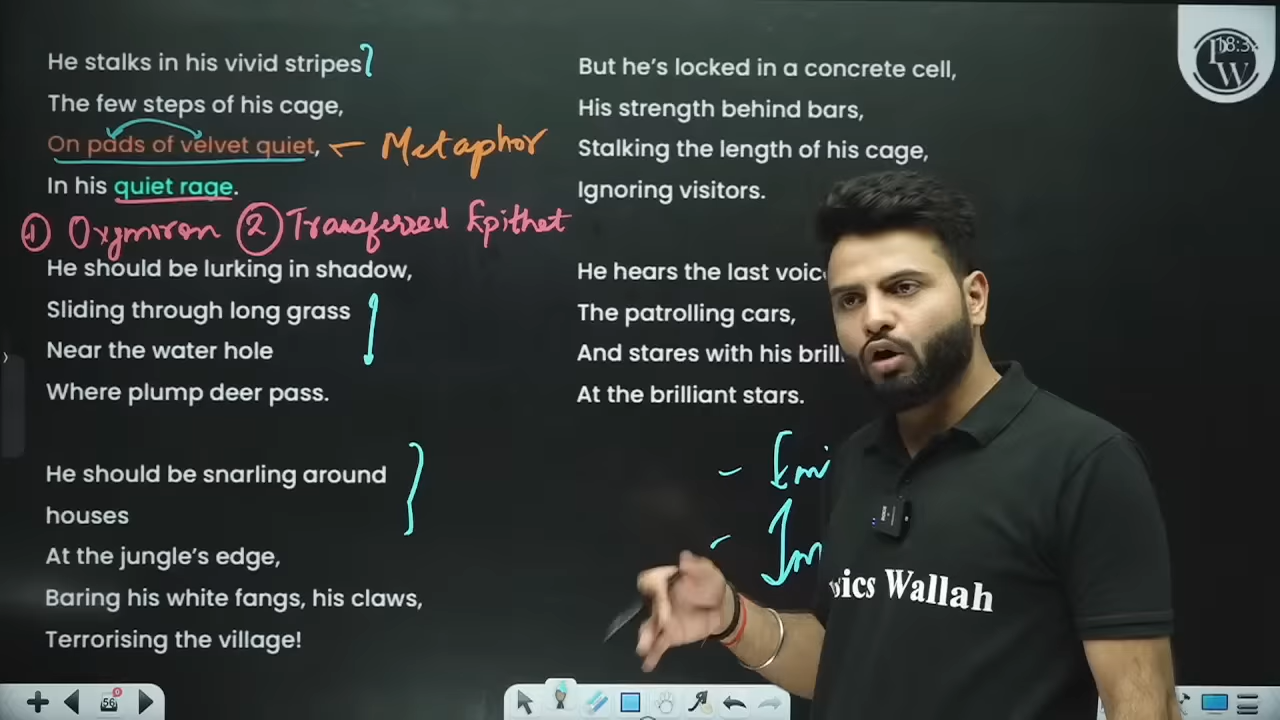 He stalks in his vivid stripes
The few steps of his cage,
On pads of velvet quiet, – Metaphor
In his quiet rage.
1 Oxymiron 2 Transferred Epithet
He should be lurking in shadow,
Sliding through long grass
Near the water hole
Where plump deer pass.
He should be snarling around
houses
At the jungle's edge,
Baring his white fangs, his claws,
Terrorising the village!
But he's locked in a concrete cell,
His strength behind bars,
Stalking the length of his cage,
Ignoring visitors.
He hears the last
The patrolling cars,
And stares with his
At the brilliant stars.
Wallah
PW
56